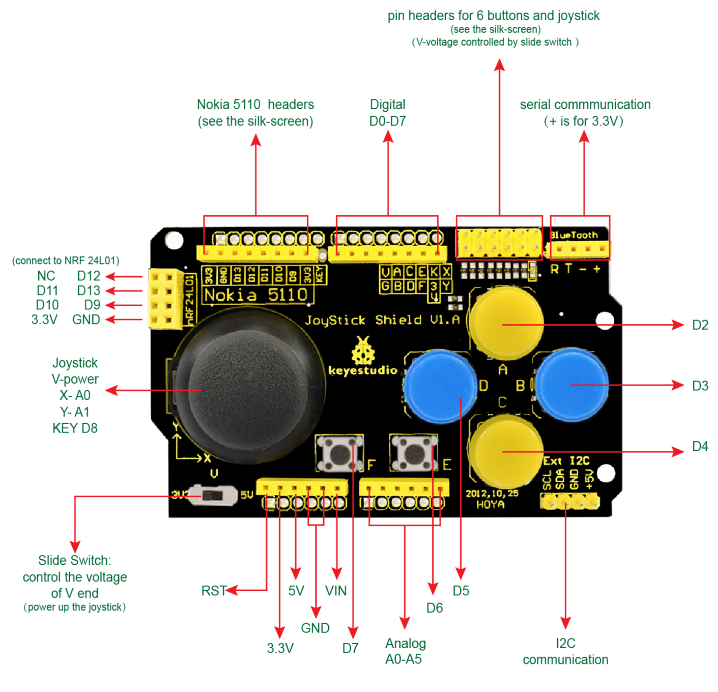 pin headers for 6 buttons and joystick
(see the silk-screen)
(V-voltage controlled by slide switch )
Nokia 5110 headers
(see the silk-screen)
Digital
D0-D7
serial commmunication
(+ is for 3.3V)
BlueTooth
R T - +
(connect to NRF 24L01)
NC D12
D11 D13
D10 D9
3.3V GND
nRF24L01
3V3 GND D13 D12 D11 D10 D9 3V3 KEY
Nokia 5110
V A C E K X
G B D F 3V4 Y
JoyStick Shield V1.A
keyestudio
A
D B
C
D2
D3
D4
Joystick
V-power
X- A0
Y- A1
KEY D8
Y
X
V
3V3 5V
F E
Ext I2C
SCL SDA GND +5V
2012,10,25
HOYA
Slide Switch:
control the voltage
of V end
(power up the joystick)
RST
3.3V
5V
GND
VIN
D7
Analog
A0-A5
D6
D5
I2C
communication